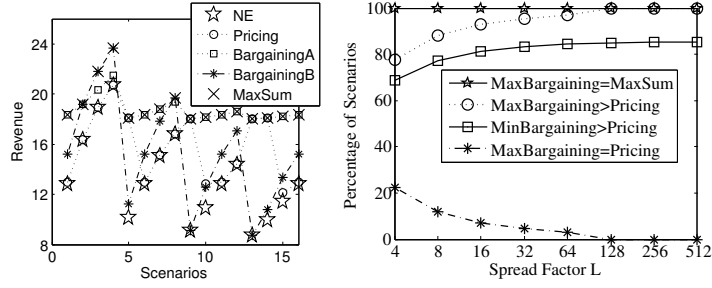 NE
Pricing
BargainingA
BargainingB
MaxSum
24
20
16
12
8
Revenue
0 5 10 15
Scenarios
100
80
60
40
20
0
Percentage of Scenarios
MaxBargaining=MaxSum
MaxBargaining>Pricing
MinBargaining>Pricing
MaxBargaining=Pricing
4 8 16 32 64 128 256 512
Spread Factor L